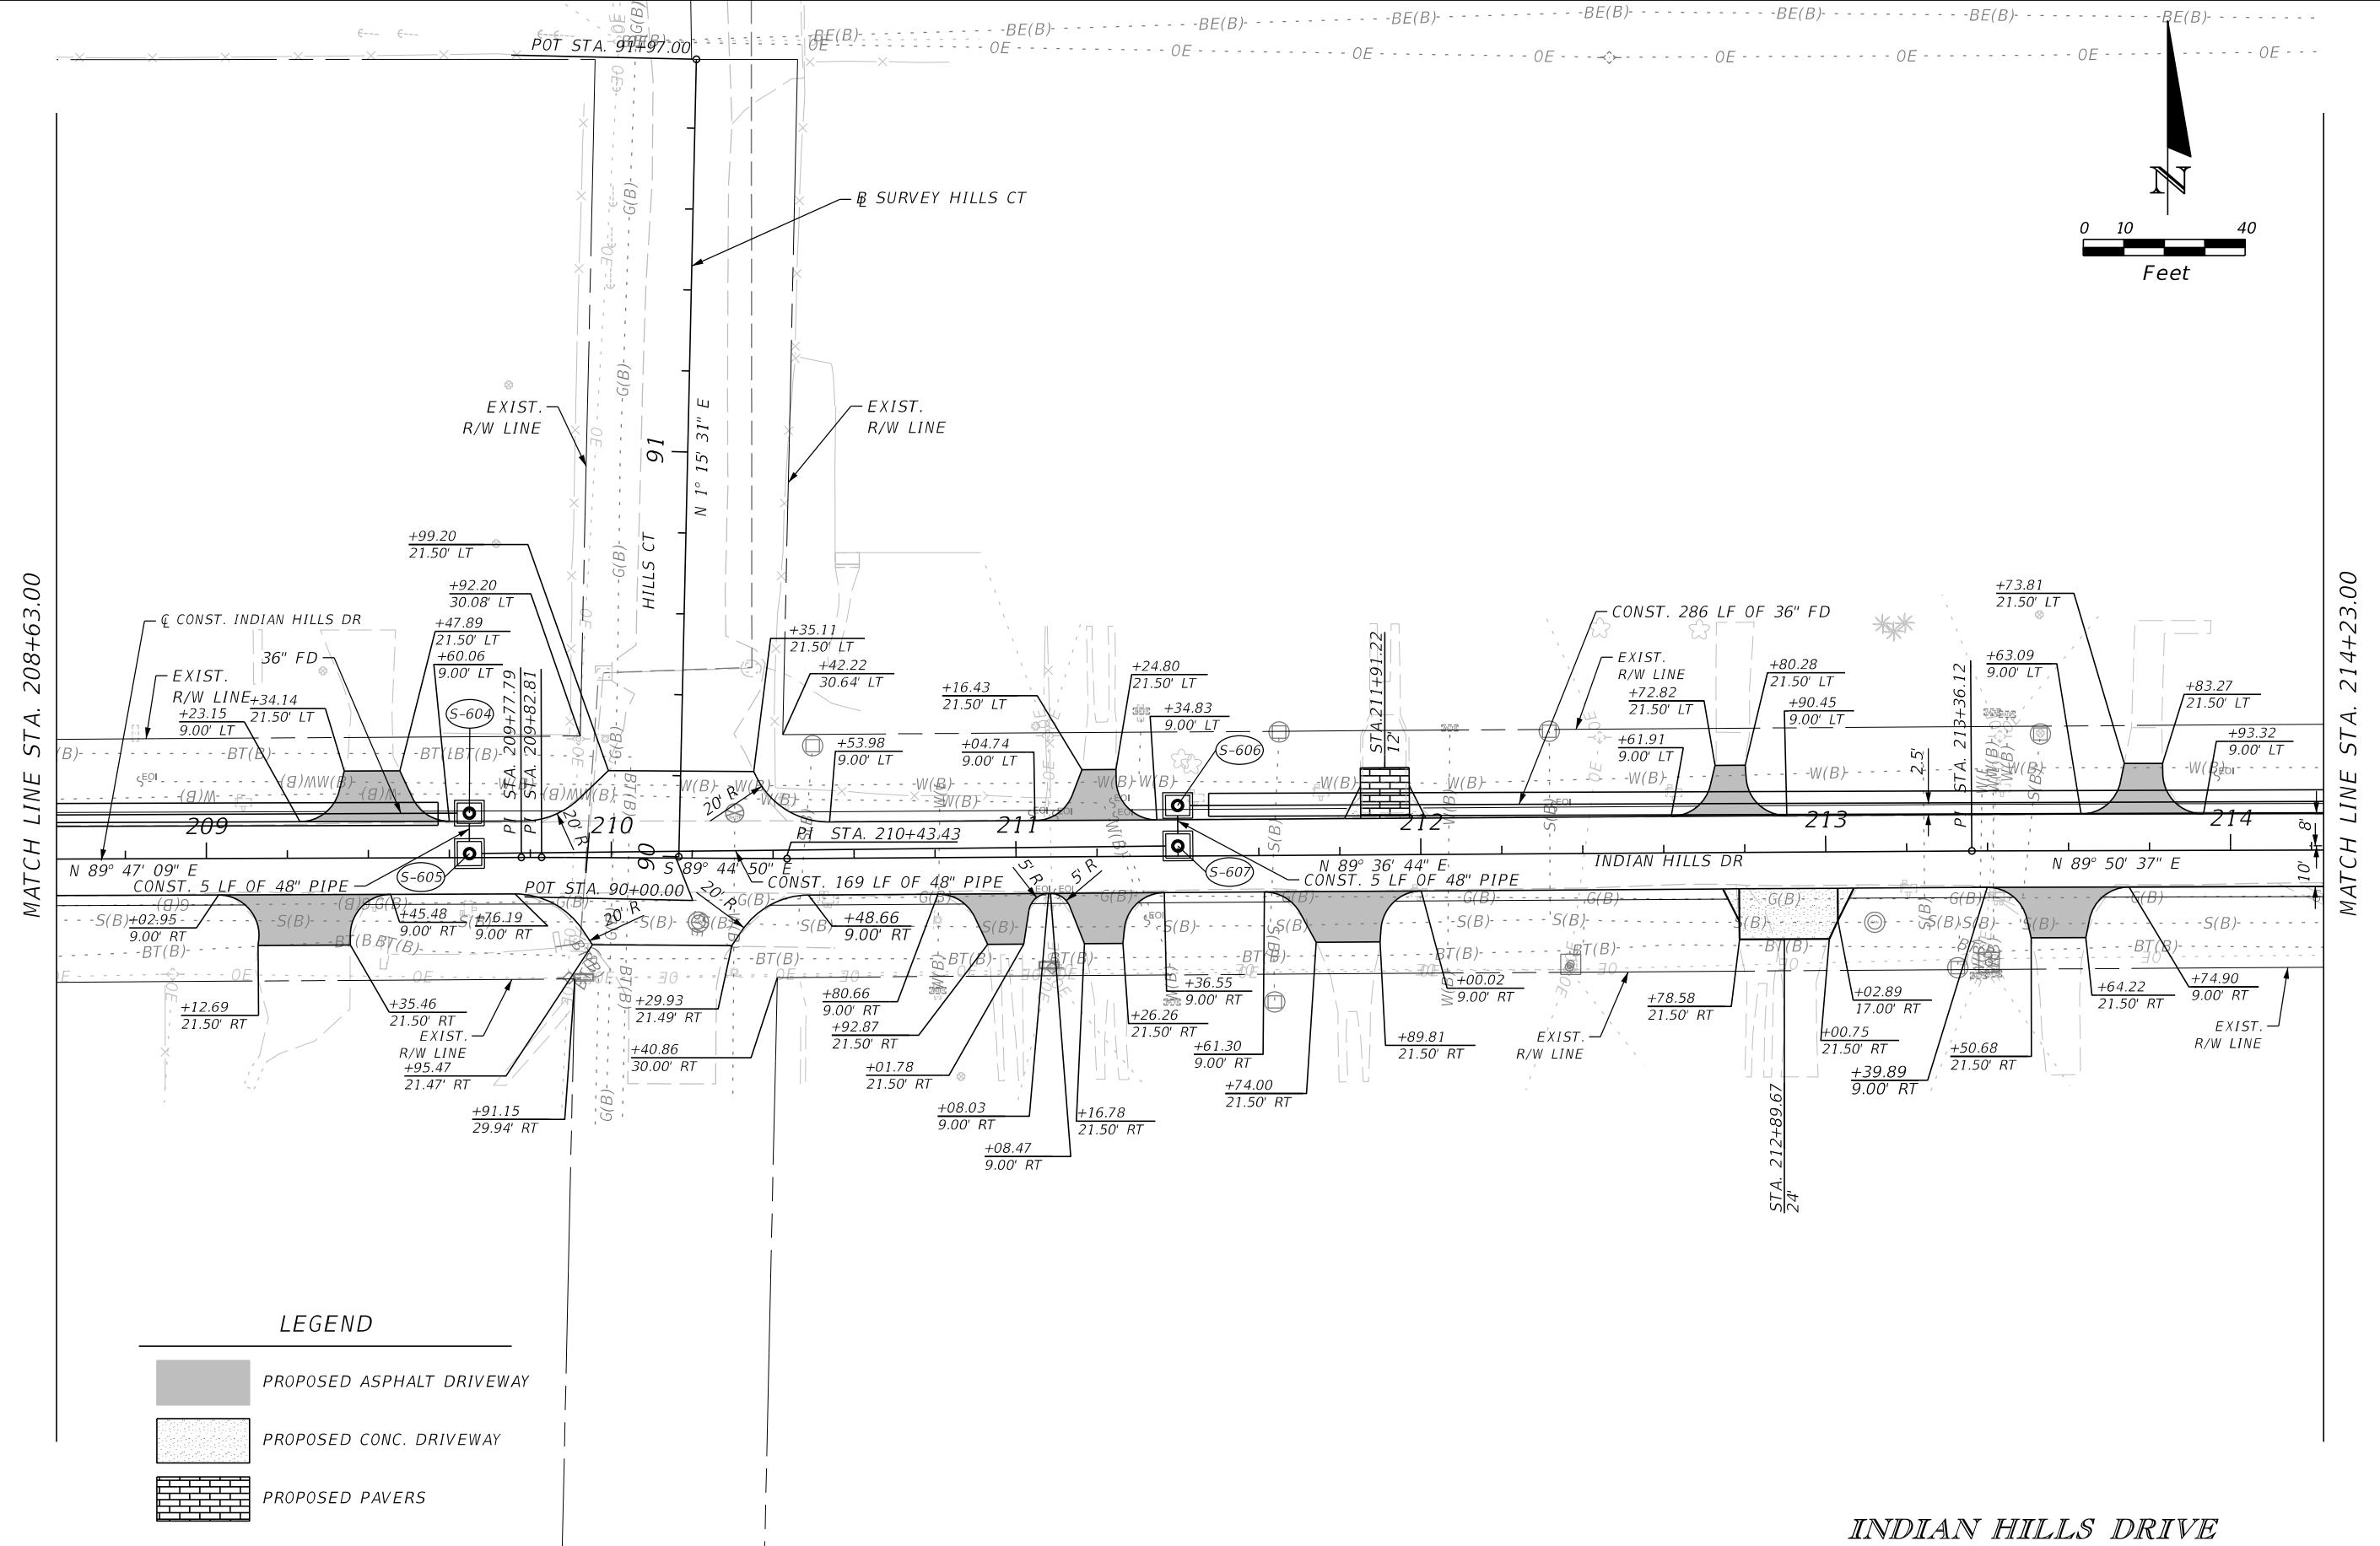 POT STA. 91+97.00
BE(B)
BE(B)
BE(B)
BE(B)
BE(B)
BE(B)
BE(B)
BE(B)
OE
OE
OE
OE
OE
OE
OE
OE
OE
N
0 10 40
Feet
B SURVEY HILLS CT
EXIST.
R/W LINE
EXIST.
R/W LINE
91
N 1° 15' 31" E
HILLS CT
MATCH LINE STA. 208+63.00
MATCH LINE STA. 214+23.00
+99.20
21.50' LT
+92.20
30.08' LT
+47.89
21.50' LT
+60.06
9.00' LT
℄ CONST. INDIAN HILLS DR
36" FD
EXIST.
R/W LINE
+34.14
21.50' LT
+23.15
9.00' LT
S-604
PI STA. 209+77.79
PI STA. 209+82.81
+35.11
21.50' LT
+42.22
30.64' LT
+53.98
9.00' LT
+16.43
21.50' LT
+04.74
9.00' LT
+24.80
21.50' LT
+34.83
9.00' LT
S-606
STA.211+91.22
12'
CONST. 286 LF OF 36" FD
EXIST.
R/W LINE
+72.82
21.50' LT
+61.91
9.00' LT
+80.28
21.50' LT
+90.45
9.00' LT
2.5'
PI STA. 213+36.12
+73.81
21.50' LT
+63.09
9.00' LT
+83.27
21.50' LT
+93.32
9.00' LT
20' R
20' R
209
210
211
212
213
214
PI STA. 210+43.43
90
8'
10'
N 89° 47' 09" E
S 89° 44' 50" E
N 89° 36' 44" E
INDIAN HILLS DR
N 89° 50' 37" E
CONST. 5 LF OF 48" PIPE
S-605
POT STA. 90+00.00
CONST. 169 LF OF 48" PIPE
S-607
CONST. 5 LF OF 48" PIPE
5' R
5' R
20' R
20' R
+02.95
9.00' RT
+45.48
9.00' RT
+76.19
9.00' RT
+48.66
9.00' RT
+12.69
21.50' RT
+35.46
21.50' RT
EXIST.
R/W LINE
+95.47
21.47' RT
+91.15
29.94' RT
+29.93
21.49' RT
+40.86
30.00' RT
+80.66
9.00' RT
+92.87
21.50' RT
+01.78
21.50' RT
+08.03
9.00' RT
+08.47
9.00' RT
+16.78
21.50' RT
+26.26
21.50' RT
+36.55
9.00' RT
+61.30
9.00' RT
+74.00
21.50' RT
+89.81
21.50' RT
+00.02
9.00' RT
EXIST.
R/W LINE
+78.58
21.50' RT
STA. 212+89.67
24'
+02.89
17.00' RT
+00.75
21.50' RT
+39.89
9.00' RT
+50.68
21.50' RT
+64.22
21.50' RT
+74.90
9.00' RT
EXIST.
R/W LINE
LEGEND
PROPOSED ASPHALT DRIVEWAY
PROPOSED CONC. DRIVEWAY
PROPOSED PAVERS
INDIAN HILLS DRIVE